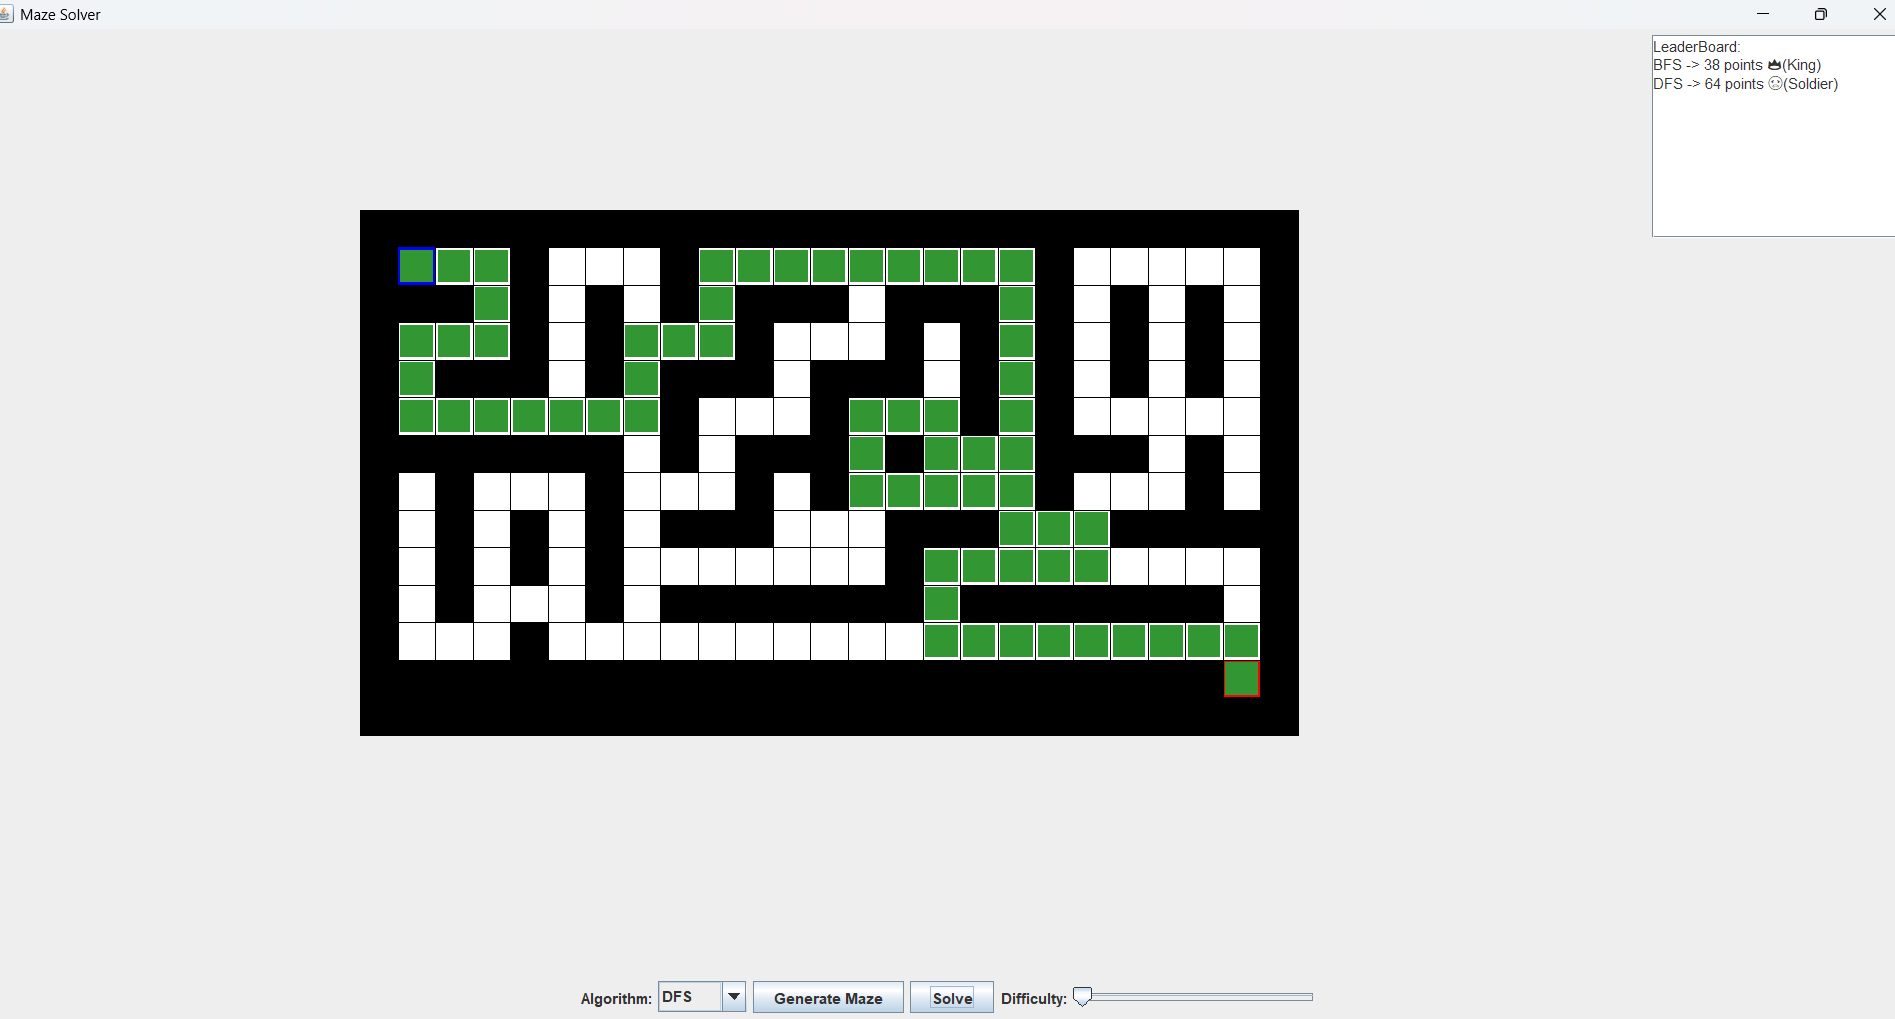 Maze Solver
LeaderBoard:
BFS -> 38 points (King)
DFS -> 64 points ☹(Soldier)
Algorithm: DFS Generate Maze Solve Difficulty: